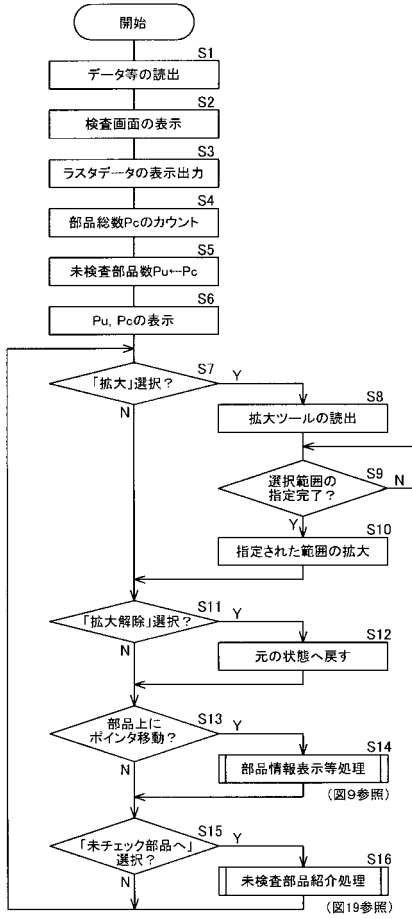 開始
S1
データ等の読出
S2
検査画面の表示
S3
ラスタデータの表示出力
S4
部品総数Pcのカウント
S5
未検査部品数Pu←Pc
S6
Pu, Pcの表示
S7
「拡大」選択？
Y
N
S8
拡大ツールの読出
S9
選択範囲の
指定完了？
N
Y
S10
指定された範囲の拡大
S11
「拡大解除」選択？
Y
N
S12
元の状態へ戻す
S13
部品上に
ポインタ移動？
Y
N
S14
部品情報表示等処理
(図9参照)
S15
「未チェック部品へ」
選択？
Y
N
S16
未検査部品紹介処理
(図19参照)